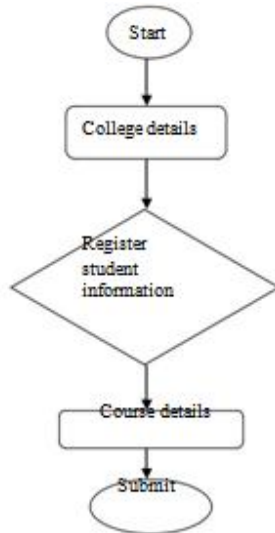 Start
College details
Register
student
information
Course details
Submit